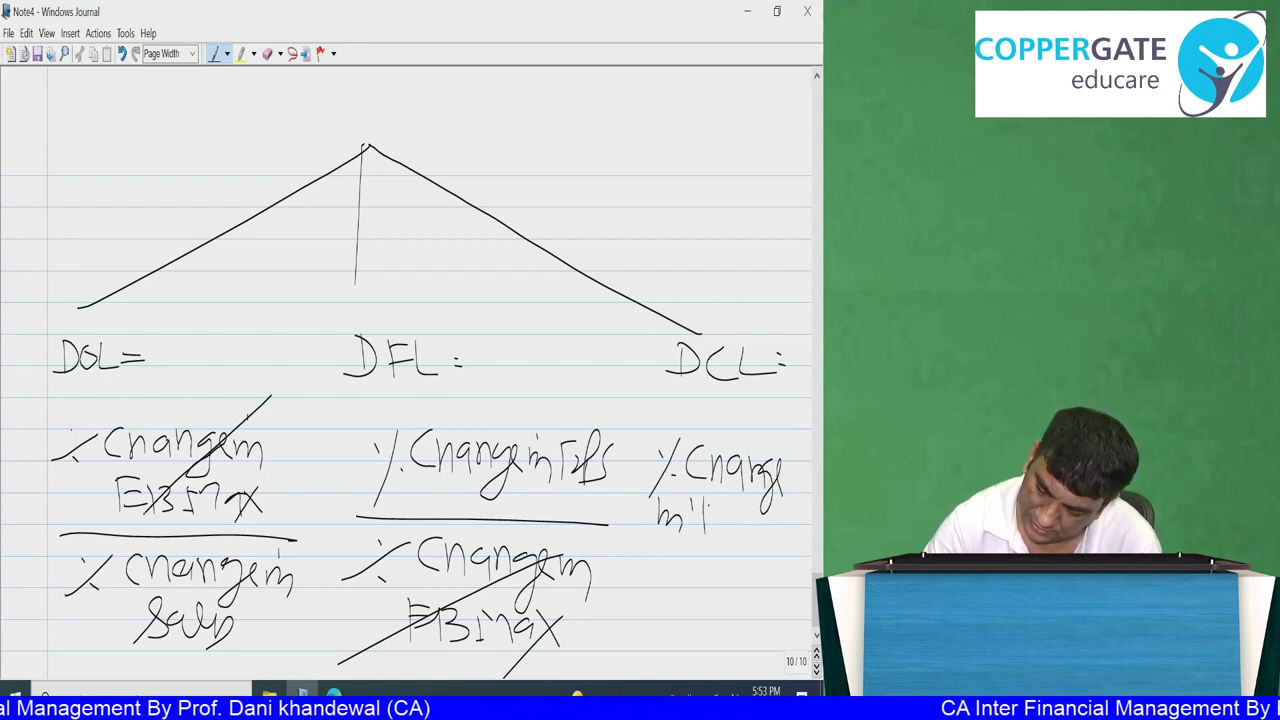 Note4 - Windows Journal
File Edit View Insert Actions Tools Help
Page Width
COPPERGATE
educare
DOL=
DFL=
DCL=
% Change in
EBIT
% Change in
Sales
% Change in EPS
% Change in
EBIT
% Change
in
10 / 10
5:53 PM
al Management By Prof. Dani khandewal (CA)
CA Inter Financial Management By